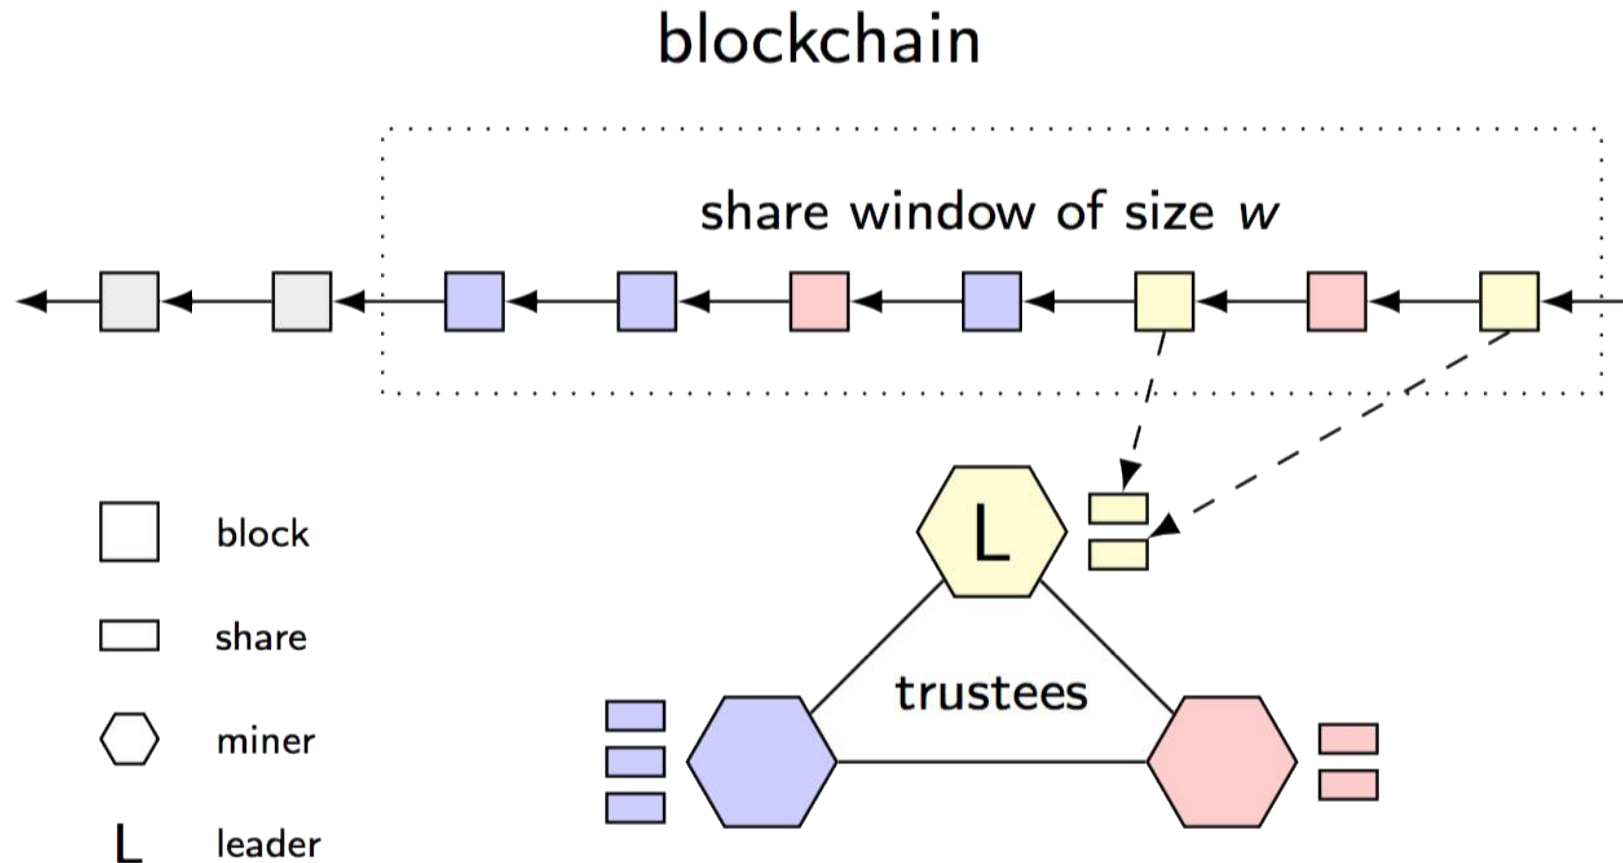 blockchain
share window of size w
L
trustees
block
share
miner
L leader